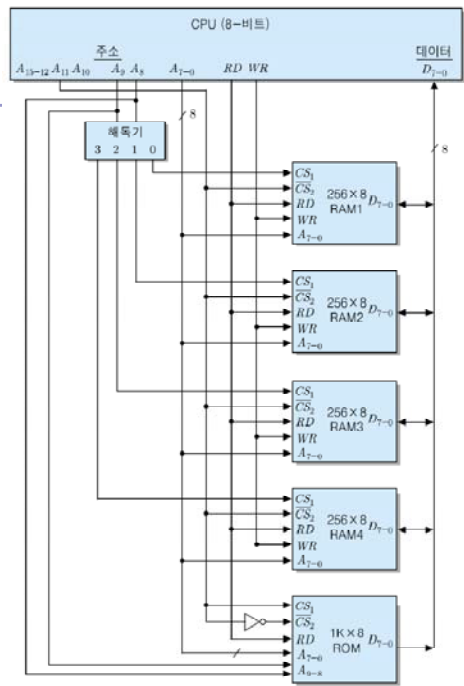 CPU (8-비트)
주소
데이터
A15-12 A11 A10 A9 A8 A7-0 RD WR D7-0
8
해독기
3 2 1 0
8
CS1
CS2
RD
WR
A7-0
256×8
RAM1
D7-0
CS1
CS2
RD
WR
A7-0
256×8
RAM2
D7-0
CS1
CS2
RD
WR
A7-0
256×8
RAM3
D7-0
CS1
CS2
RD
WR
A7-0
256×8
RAM4
D7-0
CS1
CS2
RD
A7-0
A9-8
1K×8
ROM
D7-0